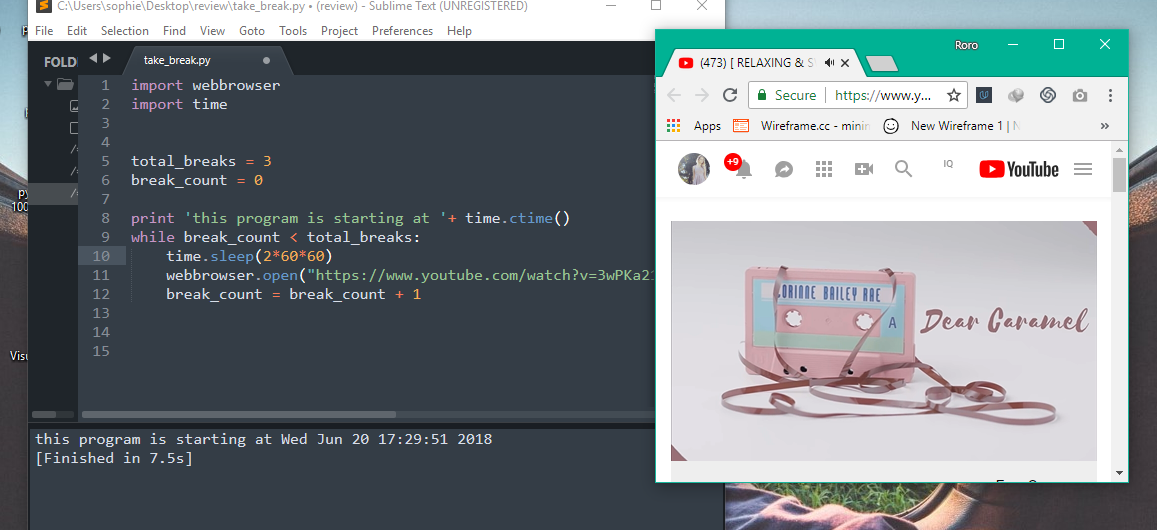 C:\Users\sophie\Desktop\review\take_break.py • (review) - Sublime Text (UNREGISTERED)
File Edit Selection Find View Goto Tools Project Preferences Help
FOLD
take_break.py
1 import webbrowser
2 import time
3
4
5 total_breaks = 3
6 break_count = 0
7
8 print 'this program is starting at '+ time.ctime()
9 while break_count < total_breaks:
10 time.sleep(2*60*60)
11 webbrowser.open("https://www.youtube.com/watch?v=3wPKa2
12 break_count = break_count + 1
13
14
15
this program is starting at Wed Jun 20 17:29:51 2018
[Finished in 7.5s]
Roro
(473) [ RELAXING & S
Secure https://www.y...
Apps Wireframe.cc - minin New Wireframe 1 |
+9 IQ YouTube
CORINNE BAILEY RAE
A
Dear Caramel
py
100
Visu